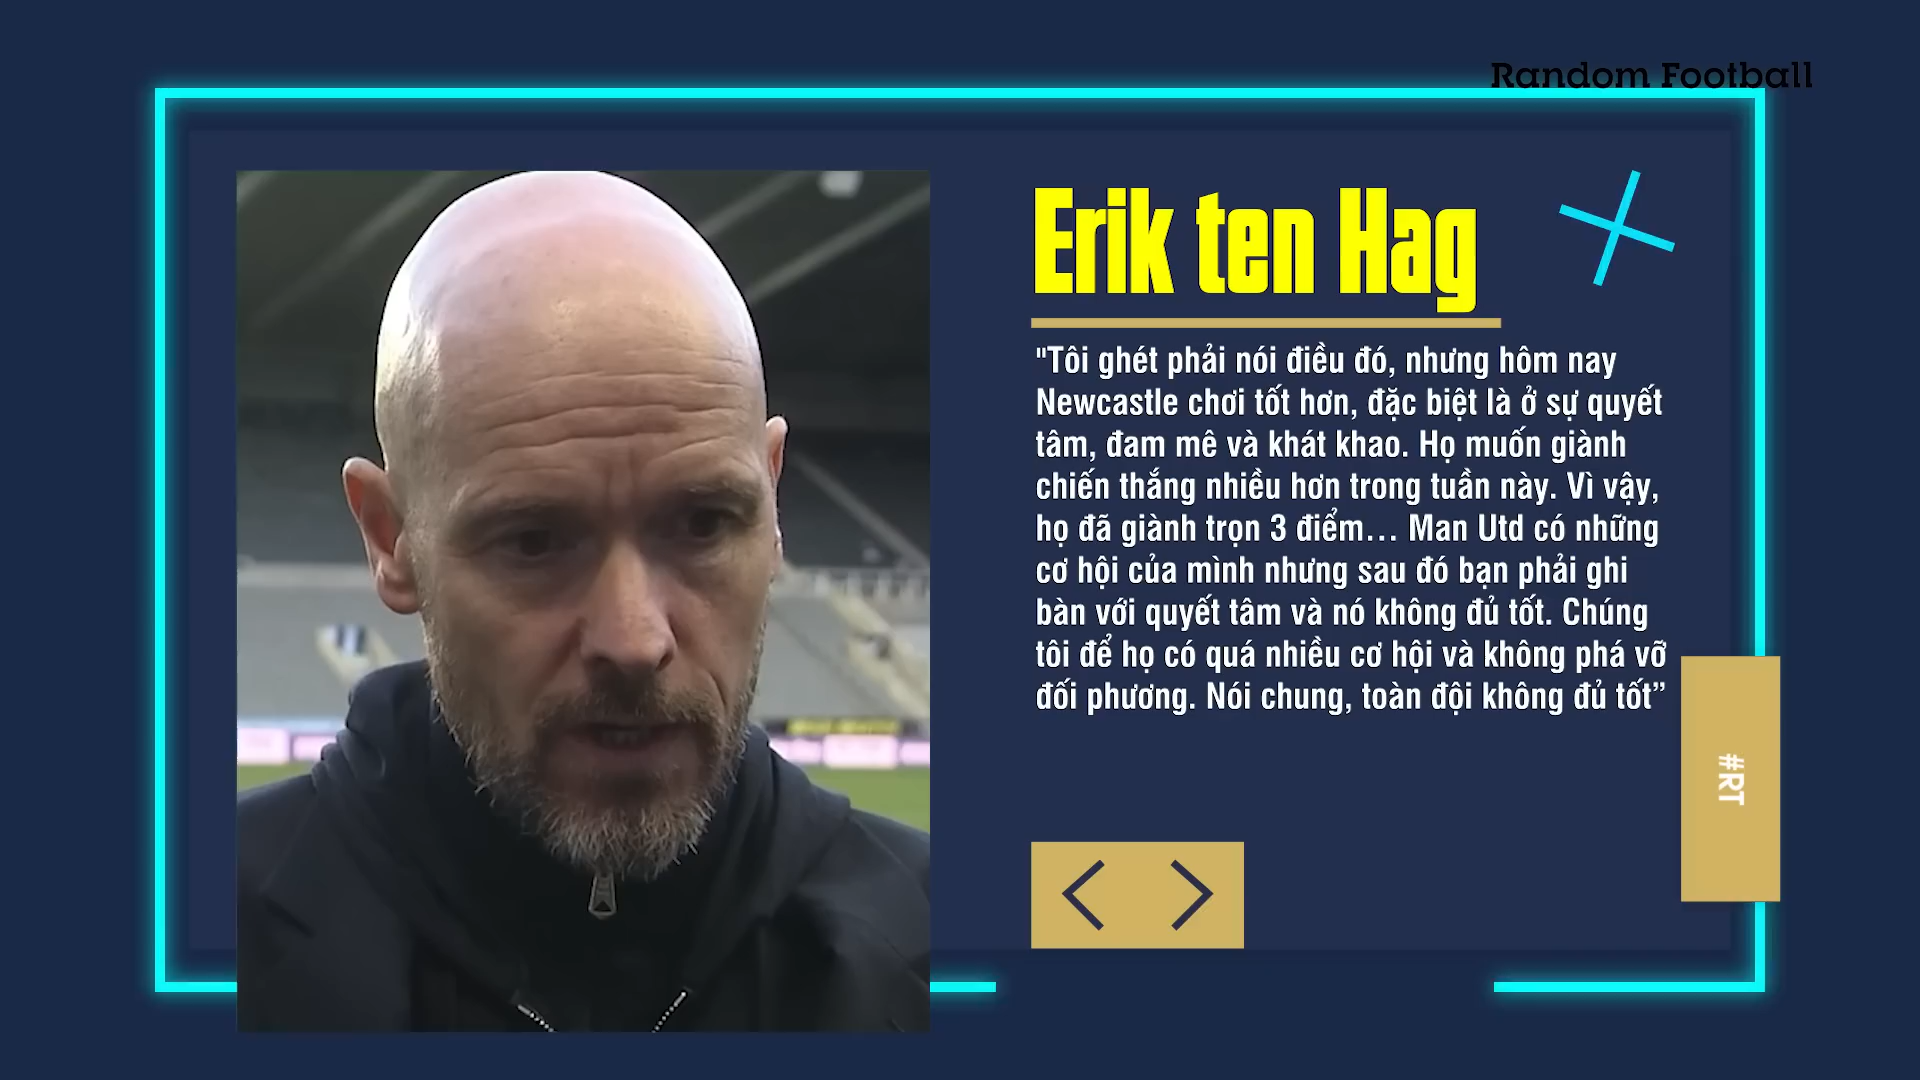 Random Football
Erik ten Hag
"Tôi ghét phải nói điều đó, nhưng hôm nay
Newcastle chơi tốt hơn, đặc biệt là ở sự quyết
tâm, đam mê và khát khao. Họ muốn giành
chiến thắng nhiều hơn trong tuần này. Vì vậy,
họ đã giành trọn 3 điểm... Man Utd có những
cơ hội của mình nhưng sau đó bạn phải ghi
bàn với quyết tâm và nó không đủ tốt. Chúng
tôi để họ có quá nhiều cơ hội và không phá vỡ
đối phương. Nói chung, toàn đội không đủ tốt”
#RT